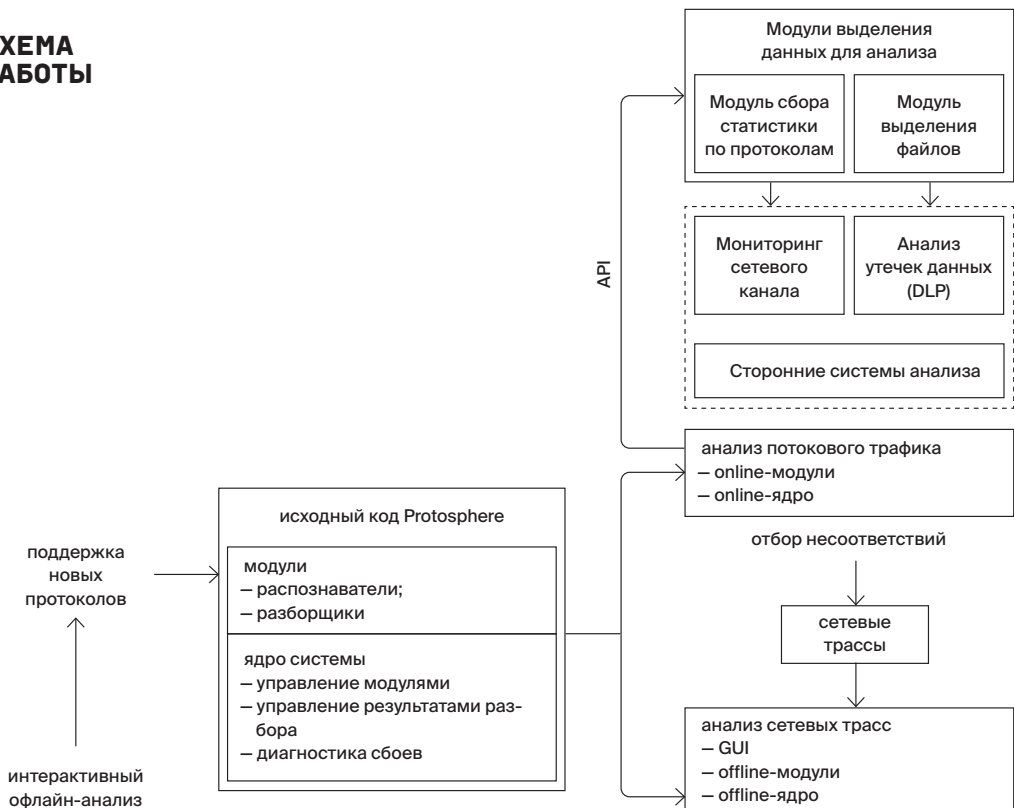 ХЕМА
АБОТЫ
Модули выделения
данных для анализа
Модуль сбора
статистики
по протоколам
Модуль
выделения
файлов
Мониторинг
сетевого
канала
Анализ
утечек данных
(DLP)
Сторонние системы анализа
API
анализ потокового трафика
— online-модули
— online-ядро
отбор несоответствий
сетевые
трассы
анализ сетевых трасс
— GUI
— offline-модули
— offline-ядро
исходный код Protosphere
модули
— распознаватели;
— разборщики
ядро системы
— управление модулями
— управление результатами раз-
бора
— диагностика сбоев
поддержка
новых
протоколов
интерактивный
офлайн-анализ